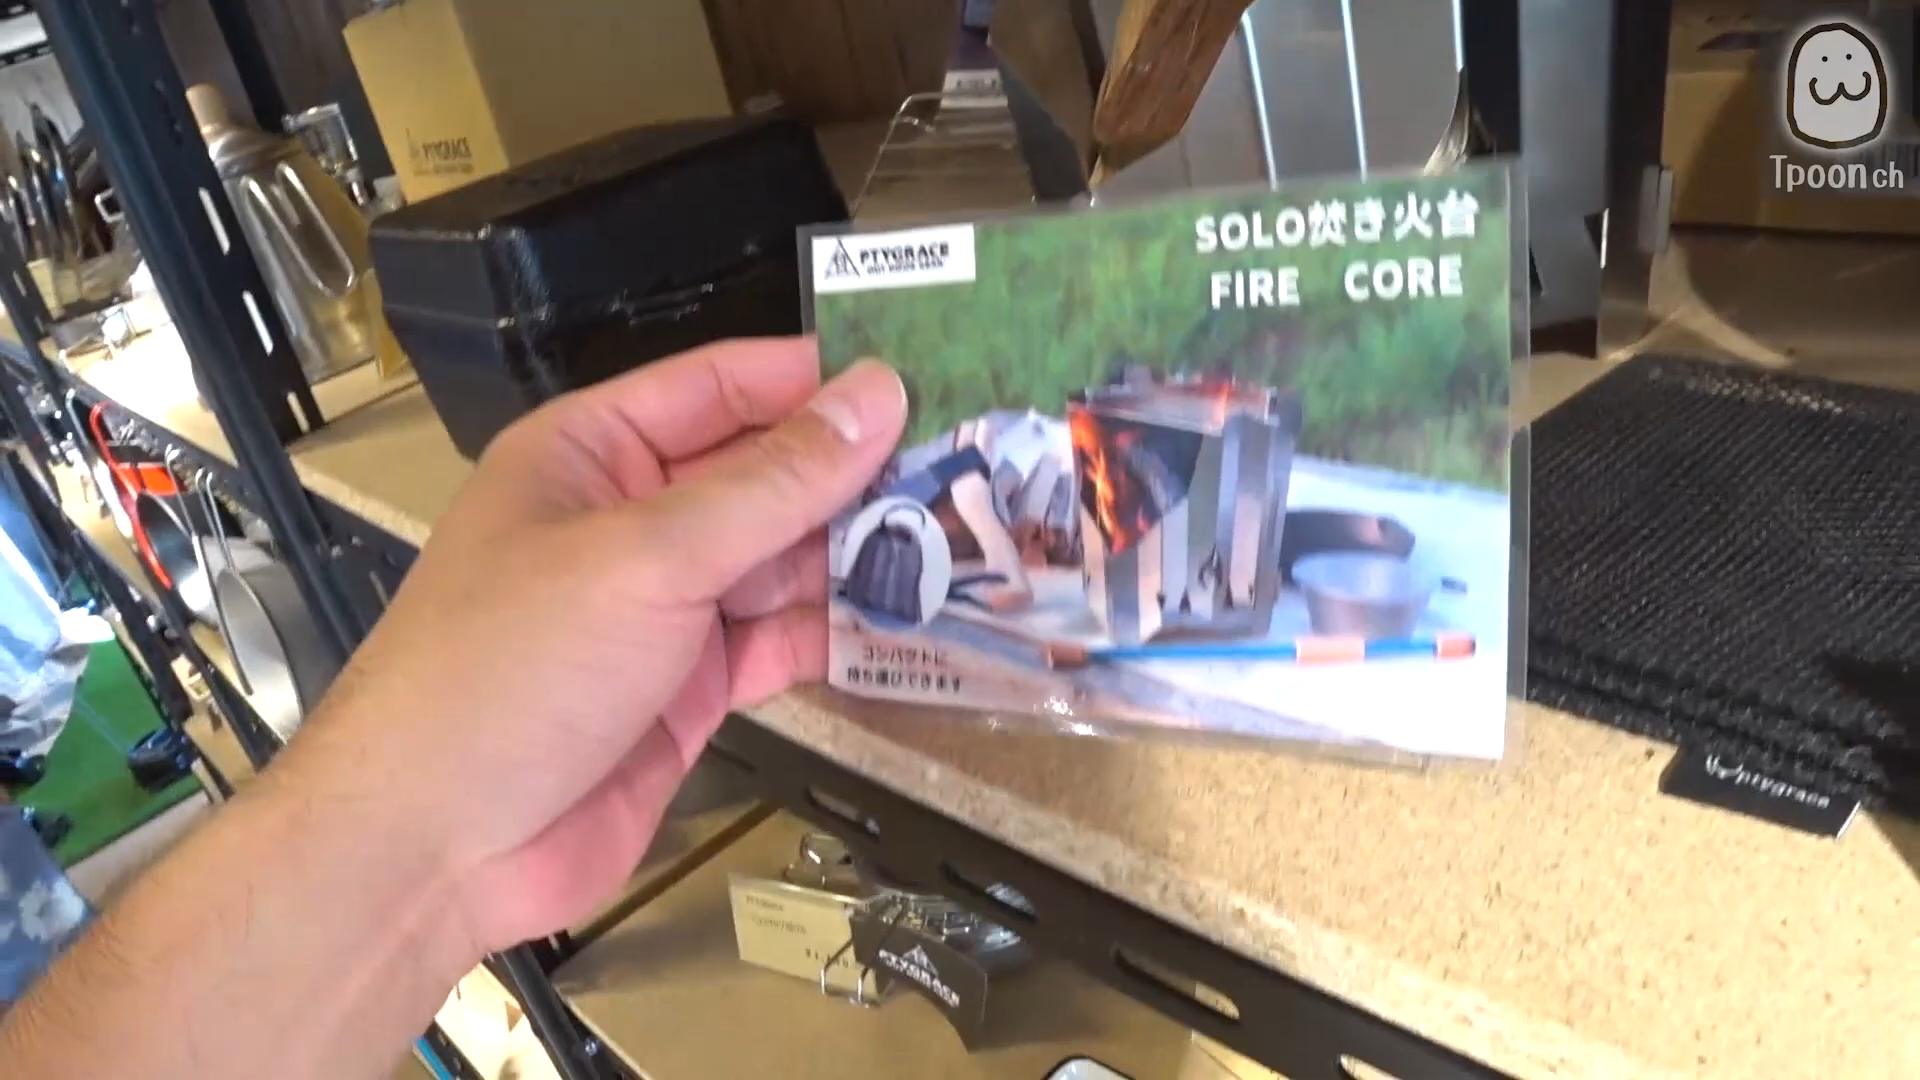 Tpoon ch
PTYGRACE
PTYGRACE
SOLO焚き火台
FIRE CORE
コンパクトに
持ち運びできます
ptygrace
PTYGRACE